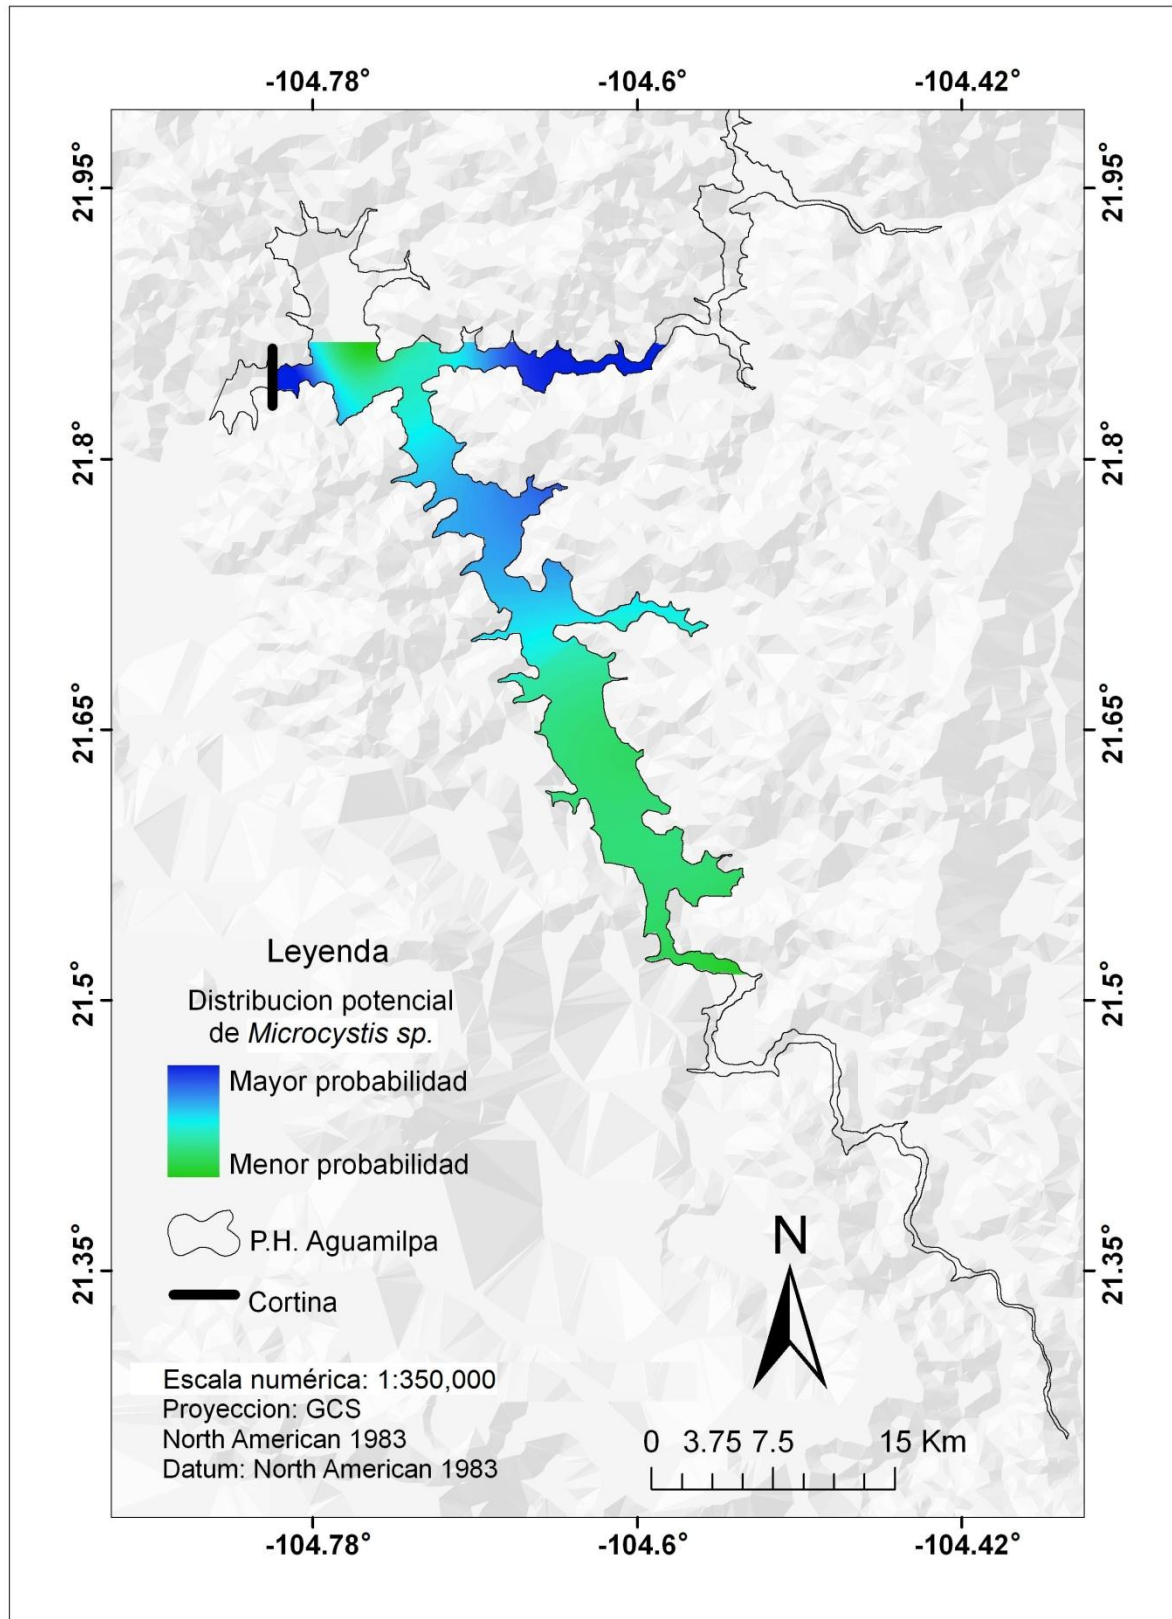 -104.78° -104.6° -104.42°
21.95° 21.95°
21.8° 21.8°
21.65° 21.65°
21.5° 21.5°
21.35° 21.35°
Leyenda
Distribucion potencial
de Microcystis sp.
Mayor probabilidad
Menor probabilidad
P.H. Aguamilpa
Cortina
N
Escala numérica: 1:350,000
Proyeccion: GCS
North American 1983
Datum: North American 1983
0 3.75 7.5 15 Km
-104.78° -104.6° -104.42°